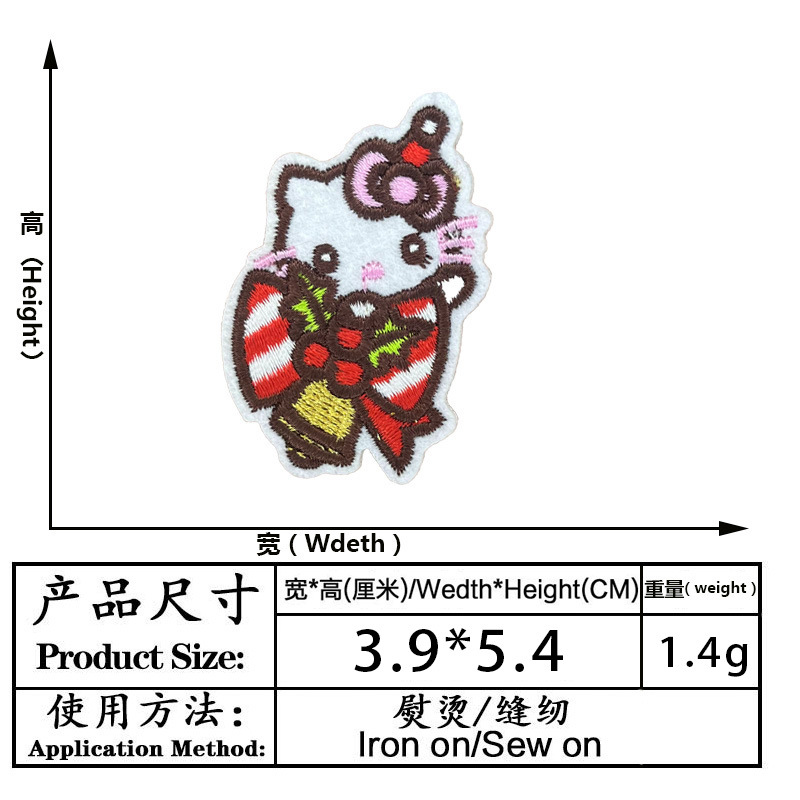 高（Height）
宽（Wdeth）
产品尺寸
Product Size:
宽*高(厘米)/Wedth*Height(CM)
重量( weight )
3.9*5.4
1.4g
使用方法：
Application Method:
熨烫/缝纫
Iron on/Sew on